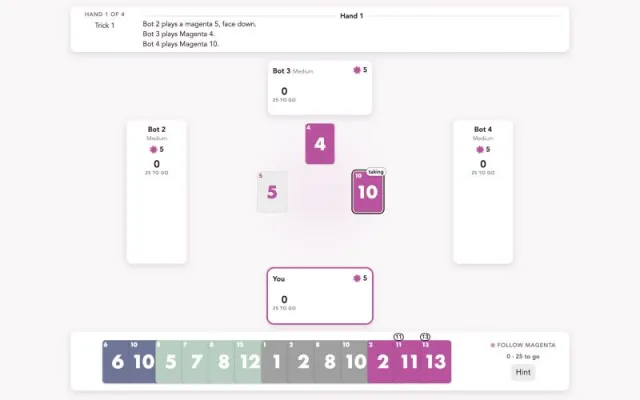 HAND 1 OF 4
Trick 1
Hand 1
Bot 2 plays a magenta 5, face down.
Bot 3 plays Magenta 4.
Bot 4 plays Magenta 10.
Bot 3 Medium 5
0
25 TO GO
Bot 2
Medium
5
0
25 TO GO
Bot 4
Medium
5
0
25 TO GO
4
4
5
5
10 taking
10
You 5
0
25 TO GO
11 13
6 10 5 7 8 12 1 2 8 10 2 11 13
6 10 5 7 8 12 1 2 8 10 2 11 13
FOLLOW MAGENTA
0 · 25 to go
Hint